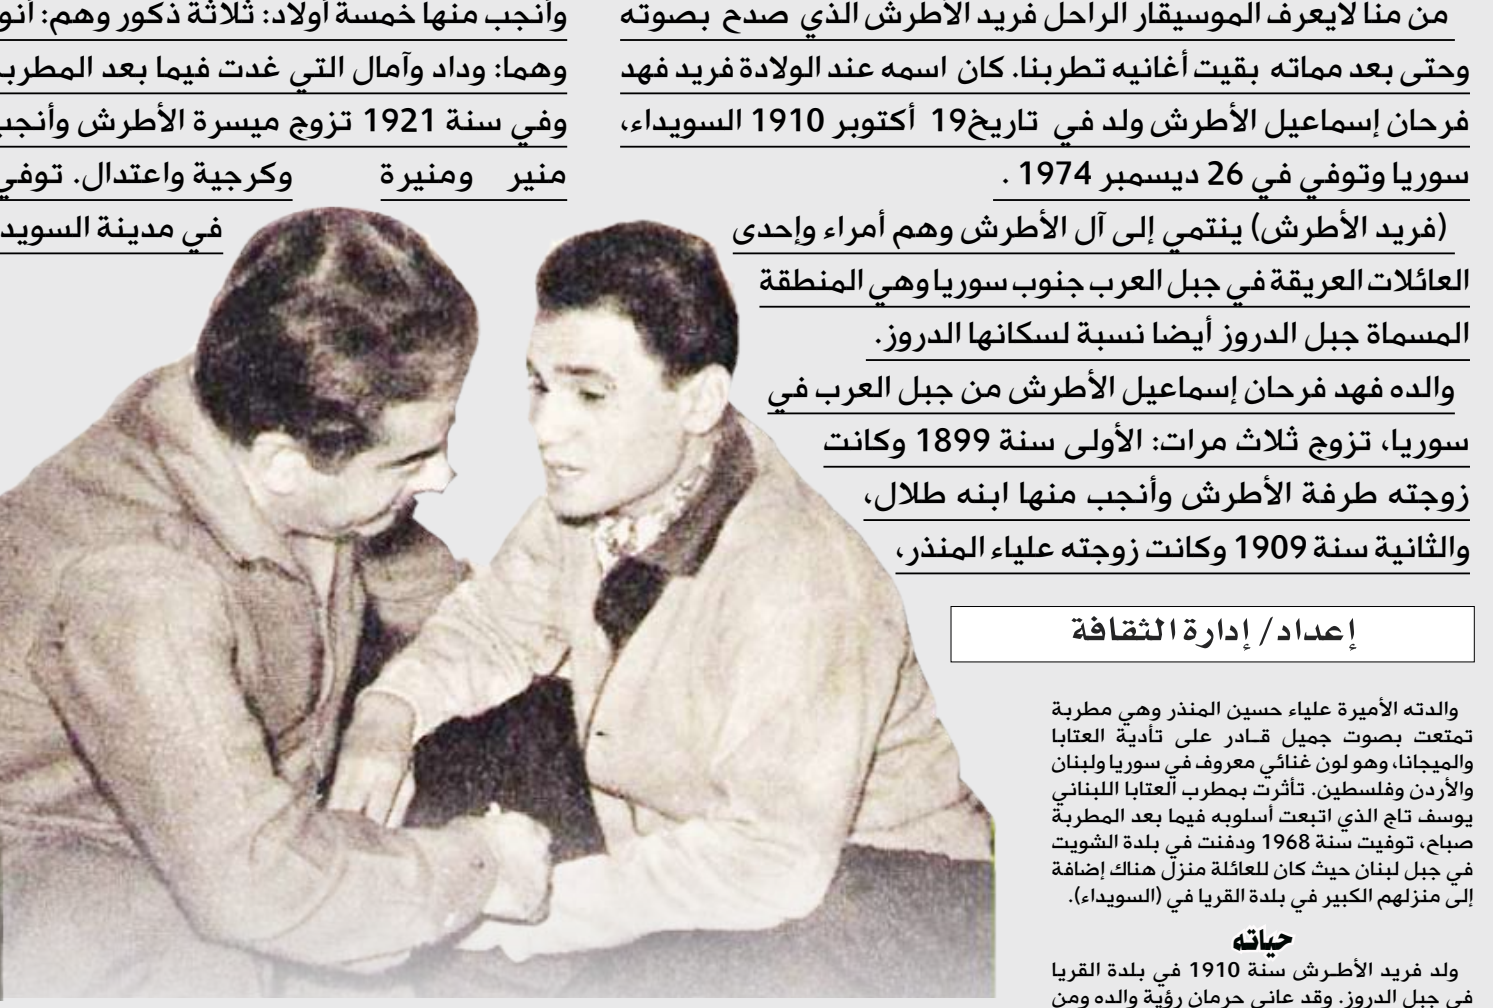 من منا لايعرف الموسيقار الراحل فريد الأطرش الذي صدح بصوته
وحتى بعد مماته بقيت أغانيه تطربنا. كان اسمه عند الولادة فريد فهد
فرحان إسماعيل الأطرش ولد في تاريخ19 أكتوبر 1910 السويداء،
سوريا وتوفي في 26 ديسمبر 1974 .
(فريد الأطرش) ينتمي إلى آل الأطرش وهم أمراء وإحدى
العائلات العريقة في جبل العرب جنوب سوريا وهي المنطقة
المسماة جبل الدروز أيضا نسبة لسكانها الدروز.
والده فهد فرحان إسماعيل الأطرش من جبل العرب في
سوريا، تزوج ثلاث مرات: الأولى سنة 1899 وكانت
زوجته طرفة الأطرش وأنجب منها ابنه طلال،
والثانية سنة 1909 وكانت زوجته علياء المنذر،
وأنجب منها خمسة أولاد: ثلاثة ذكور وهم:
وهما: وداد وآمال التي غدت فيما بعد
وفي سنة 1921 تزوج ميسرة الأطرش
منير ومنيرة وكرجية واعتدال.
في مدينة
إعداد/ إدارة الثقافة
والدته الأميرة علياء حسين المنذر وهي مطربة
تمتعت بصوت جميل قادر على تأدية العتابا
والميجانا، وهو لون غنائي معروف في سوريا ولبنان
والأردن وفلسطين. تأثرت بمطرب العتابا اللبناني
يوسف تاج الذي اتبعت أسلوبه فيما بعد المطربة
صباح، توفيت سنة 1968 ودفنت في بلدة الشويت
في جبل لبنان حيث كان للعائلة منزل هناك إضافة
إلى منزلهم الكبير في بلدة القريا في (السويداء).
حياته
ولد فريد الأطرش سنة 1910 في بلدة القريا
في جبل الدروز. وقد عانى حرمان رؤية والده ومن